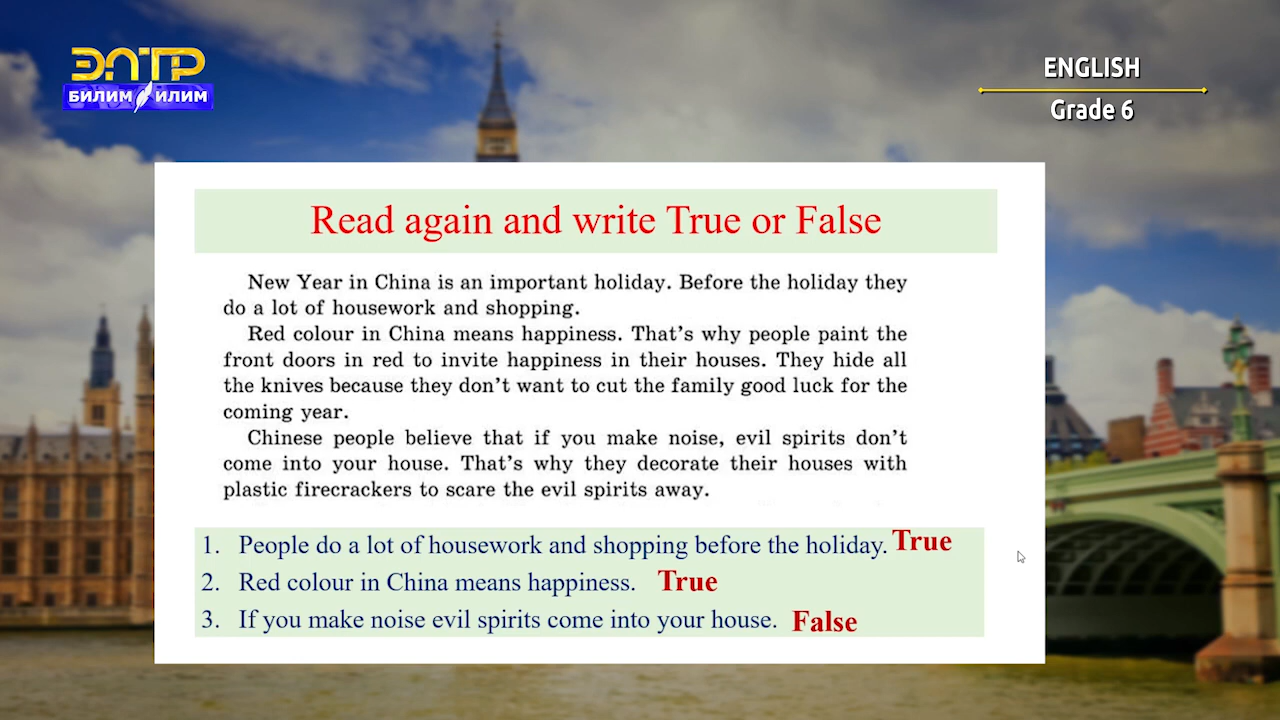 ЭЛТР
БИЛИМ ИЛИМ
ENGLISH
Grade 6
Read again and write True or False
New Year in China is an important holiday. Before the holiday they
do a lot of housework and shopping.
Red colour in China means happiness. That's why people paint the
front doors in red to invite happiness in their houses. They hide all
the knives because they don't want to cut the family good luck for the
coming year.
Chinese people believe that if you make noise, evil spirits don't
come into your house. That's why they decorate their houses with
plastic firecrackers to scare the evil spirits away.
1. People do a lot of housework and shopping before the holiday. True
2. Red colour in China means happiness. True
3. If you make noise evil spirits come into your house. False